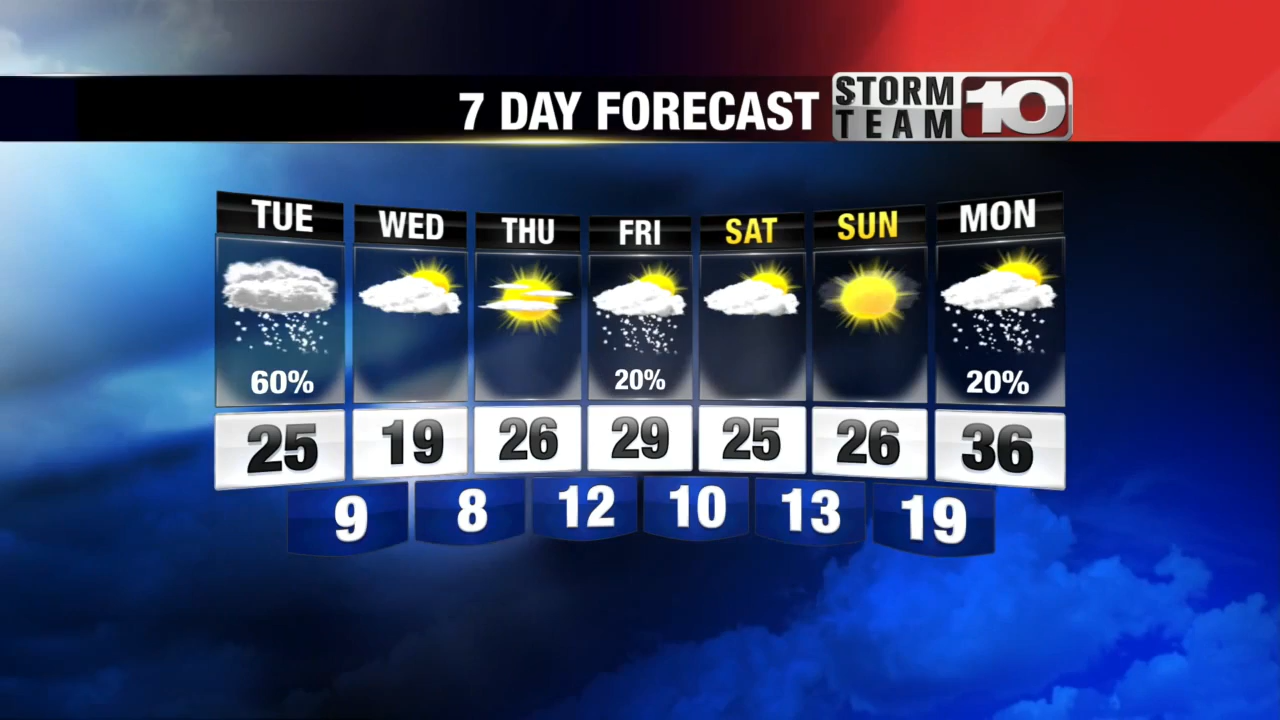 7 DAY FORECAST
STORM TEAM 10
TUE WED THU FRI SAT SUN MON
60% 20% 20%
25 19 26 29 25 26 36
9 8 12 10 13 19